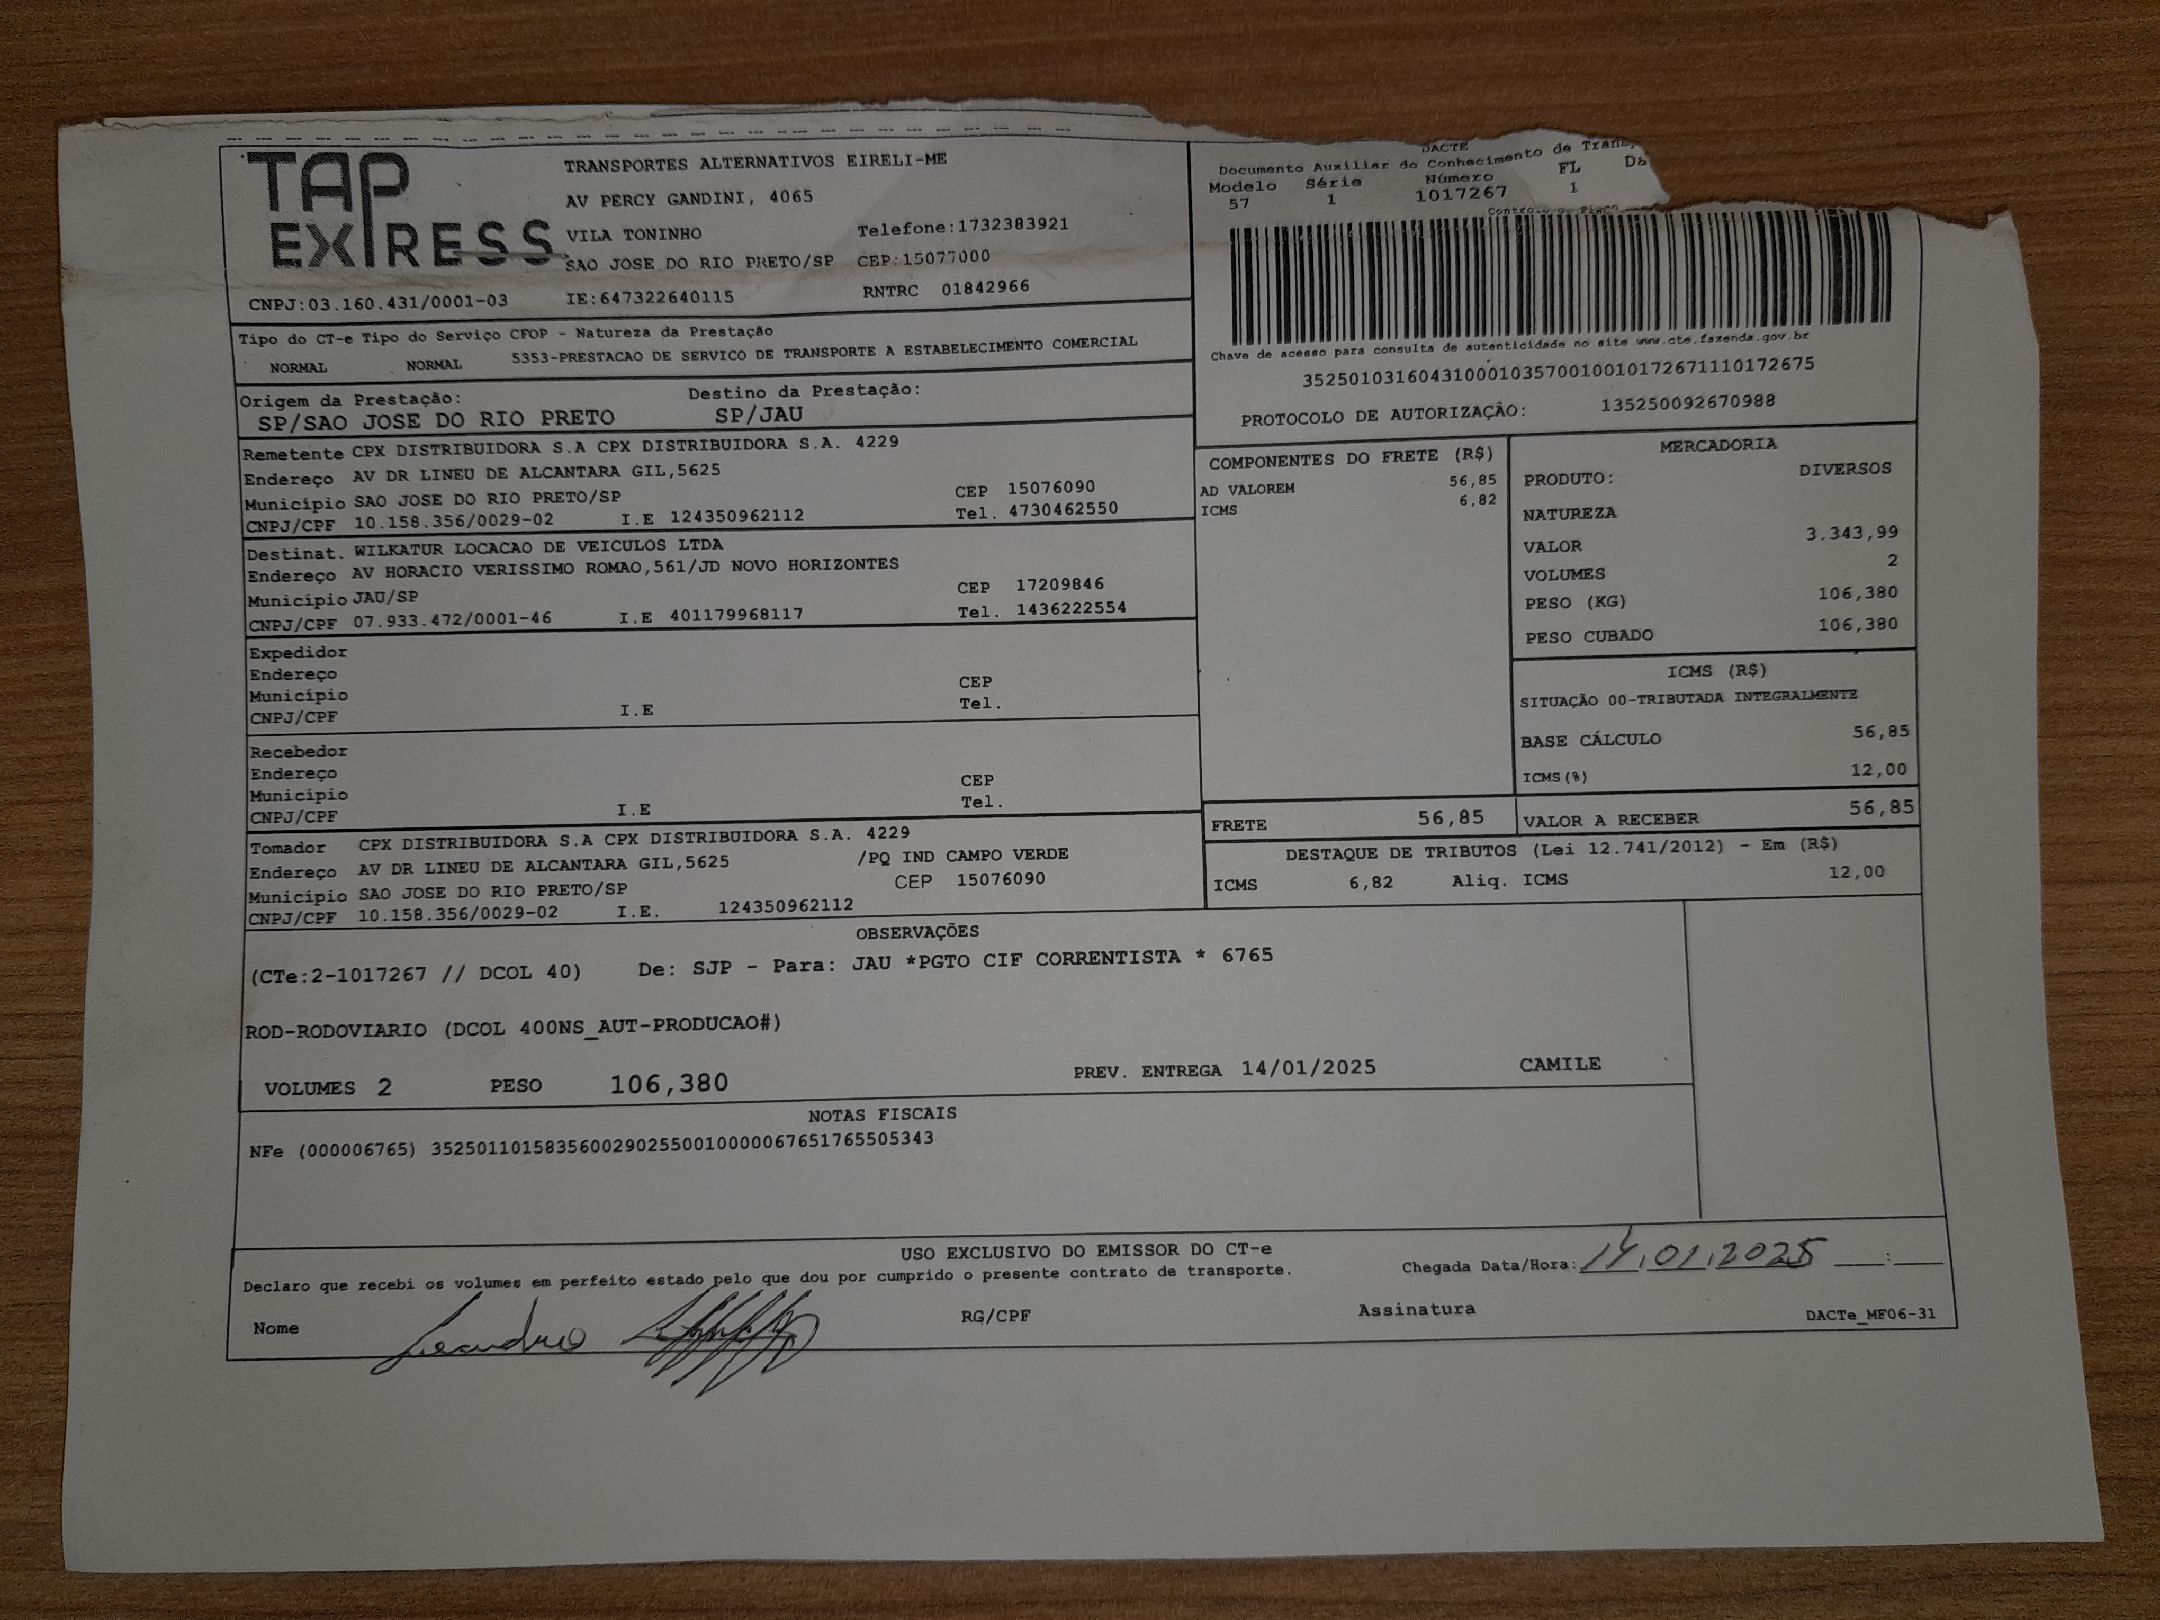 TAP
EXPRESS
TRANSPORTES ALTERNATIVOS EIRELI-ME
AV PERCY GANDINI, 4065
VILA TONINHO Telefone:1732383921
SAO JOSE DO RIO PRETO/SP CEP:15077000
CNPJ:03.160.431/0001-03 IE:647322640115 RNTRC 01842966
DACTE
Documento Auxiliar do Conhecimento de
Modelo Série Número FL
57 1 1017267 1
Chave de acesso para consulta de autenticidade no site www.cte.fazenda.gov.br
35250103160431000103570010010172671110172675
PROTOCOLO DE AUTORIZAÇÃO: 135250092670988
Tipo do CT-e Tipo do Serviço CFOP - Natureza da Prestação
NORMAL NORMAL 5353-PRESTACAO DE SERVICO DE TRANSPORTE A ESTABELECIMENTO COMERCIAL
Origem da Prestação: Destino da Prestação:
SP/SAO JOSE DO RIO PRETO SP/JAU
Remetente CPX DISTRIBUIDORA S.A CPX DISTRIBUIDORA S.A. 4229
Endereço AV DR LINEU DE ALCANTARA GIL,5625
Município SAO JOSE DO RIO PRETO/SP CEP 15076090
CNPJ/CPF 10.158.356/0029-02 I.E 124350962112 Tel. 4730462550
Destinat. WILKATUR LOCACAO DE VEICULOS LTDA
Endereço AV HORACIO VERISSIMO ROMAO,561/JD NOVO HORIZONTES
Município JAU/SP CEP 17209846
CNPJ/CPF 07.933.472/0001-46 I.E 401179968117 Tel. 1436222554
Expedidor
Endereço
Município CEP
CNPJ/CPF I.E Tel.
Recebedor
Endereço
Município CEP
CNPJ/CPF I.E Tel.
Tomador CPX DISTRIBUIDORA S.A CPX DISTRIBUIDORA S.A. 4229
Endereço AV DR LINEU DE ALCANTARA GIL,5625 /PQ IND CAMPO VERDE
Município SAO JOSE DO RIO PRETO/SP CEP 15076090
CNPJ/CPF 10.158.356/0029-02 I.E. 124350962112
COMPONENTES DO FRETE (R$)
AD VALOREM 56,85
ICMS 6,82
MERCADORIA
PRODUTO: DIVERSOS
NATUREZA
VALOR 3.343,99
VOLUMES 2
PESO (KG) 106,380
PESO CUBADO 106,380
ICMS (R$)
SITUAÇÃO 00-TRIBUTADA INTEGRALMENTE
BASE CÁLCULO 56,85
ICMS(%) 12,00
FRETE 56,85 VALOR A RECEBER 56,85
DESTAQUE DE TRIBUTOS (Lei 12.741/2012) - Em (R$)
ICMS 6,82 Aliq. ICMS 12,00
OBSERVAÇÕES
(CTe:2-1017267 // DCOL 40) De: SJP - Para: JAU *PGTO CIF CORRENTISTA * 6765
ROD-RODOVIARIO (DCOL 400NS_AUT-PRODUCAO#)
VOLUMES 2 PESO 106,380 PREV. ENTREGA 14/01/2025 CAMILE
NOTAS FISCAIS
NFe (000006765) 35250110158356002902550010000067651765505343
USO EXCLUSIVO DO EMISSOR DO CT-e
Declaro que recebi os volumes em perfeito estado pelo que dou por cumprido o presente contrato de transporte. Chegada Data/Hora: 14.01.2025 :
Nome Leandro RG/CPF Assinatura DACTe_MF06-31